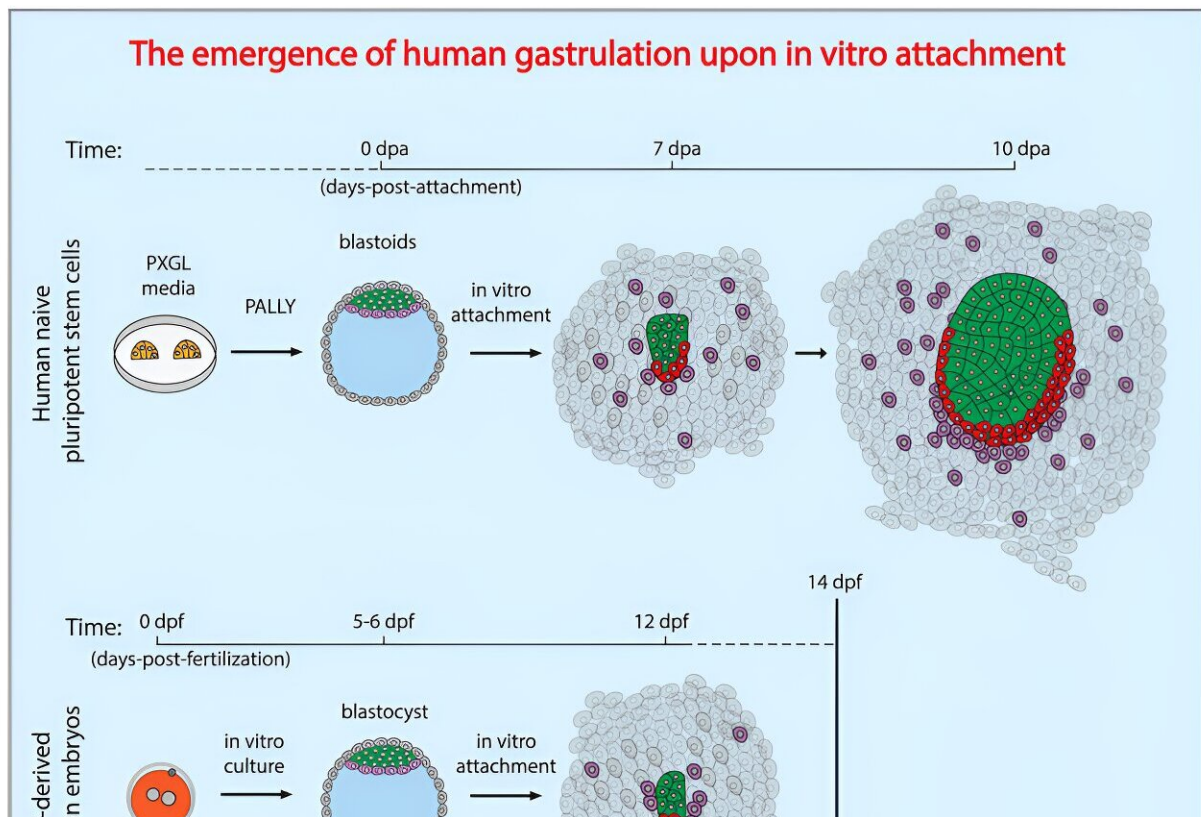 The emergence of human gastrulation upon in vitro attachment
Time:
0 dpa
7 dpa
10 dpa
(days-post-attachment)
Human naive
pluripotent stem cells
PXGL
media
PALLY
blastoids
in vitro
attachment
14 dpf
Time:
0 dpf
5-6 dpf
12 dpf
(days-post-fertilization)
-derived
n embryos
in vitro
culture
blastocyst
in vitro
attachment